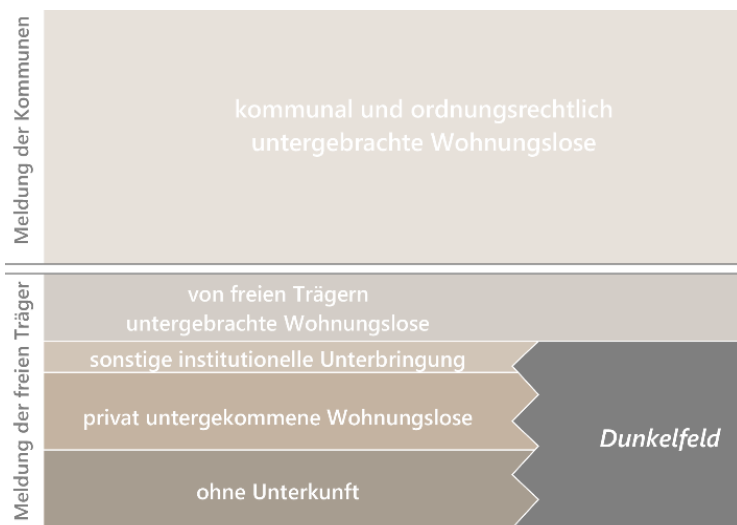 Meldung der Kommunen
kommunal und ordnungsrechtlich
untergebrachte Wohnungslose
Meldung der freien Träger
von freien Trägern
untergebrachte Wohnungslose
sonstige institutionelle Unterbringung
privat untergekommene Wohnungslose
Dunkelfeld
ohne Unterkunft